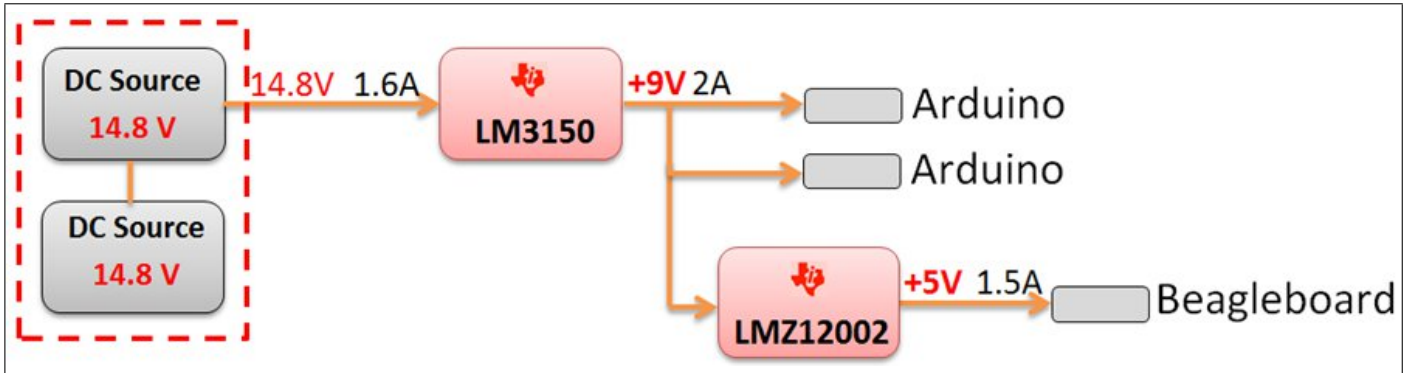 DC Source
14.8 V
14.8V 1.6A
LM3150
+9V 2A
Arduino
Arduino
DC Source
14.8 V
LMZ12002
+5V 1.5A
Beagleboard